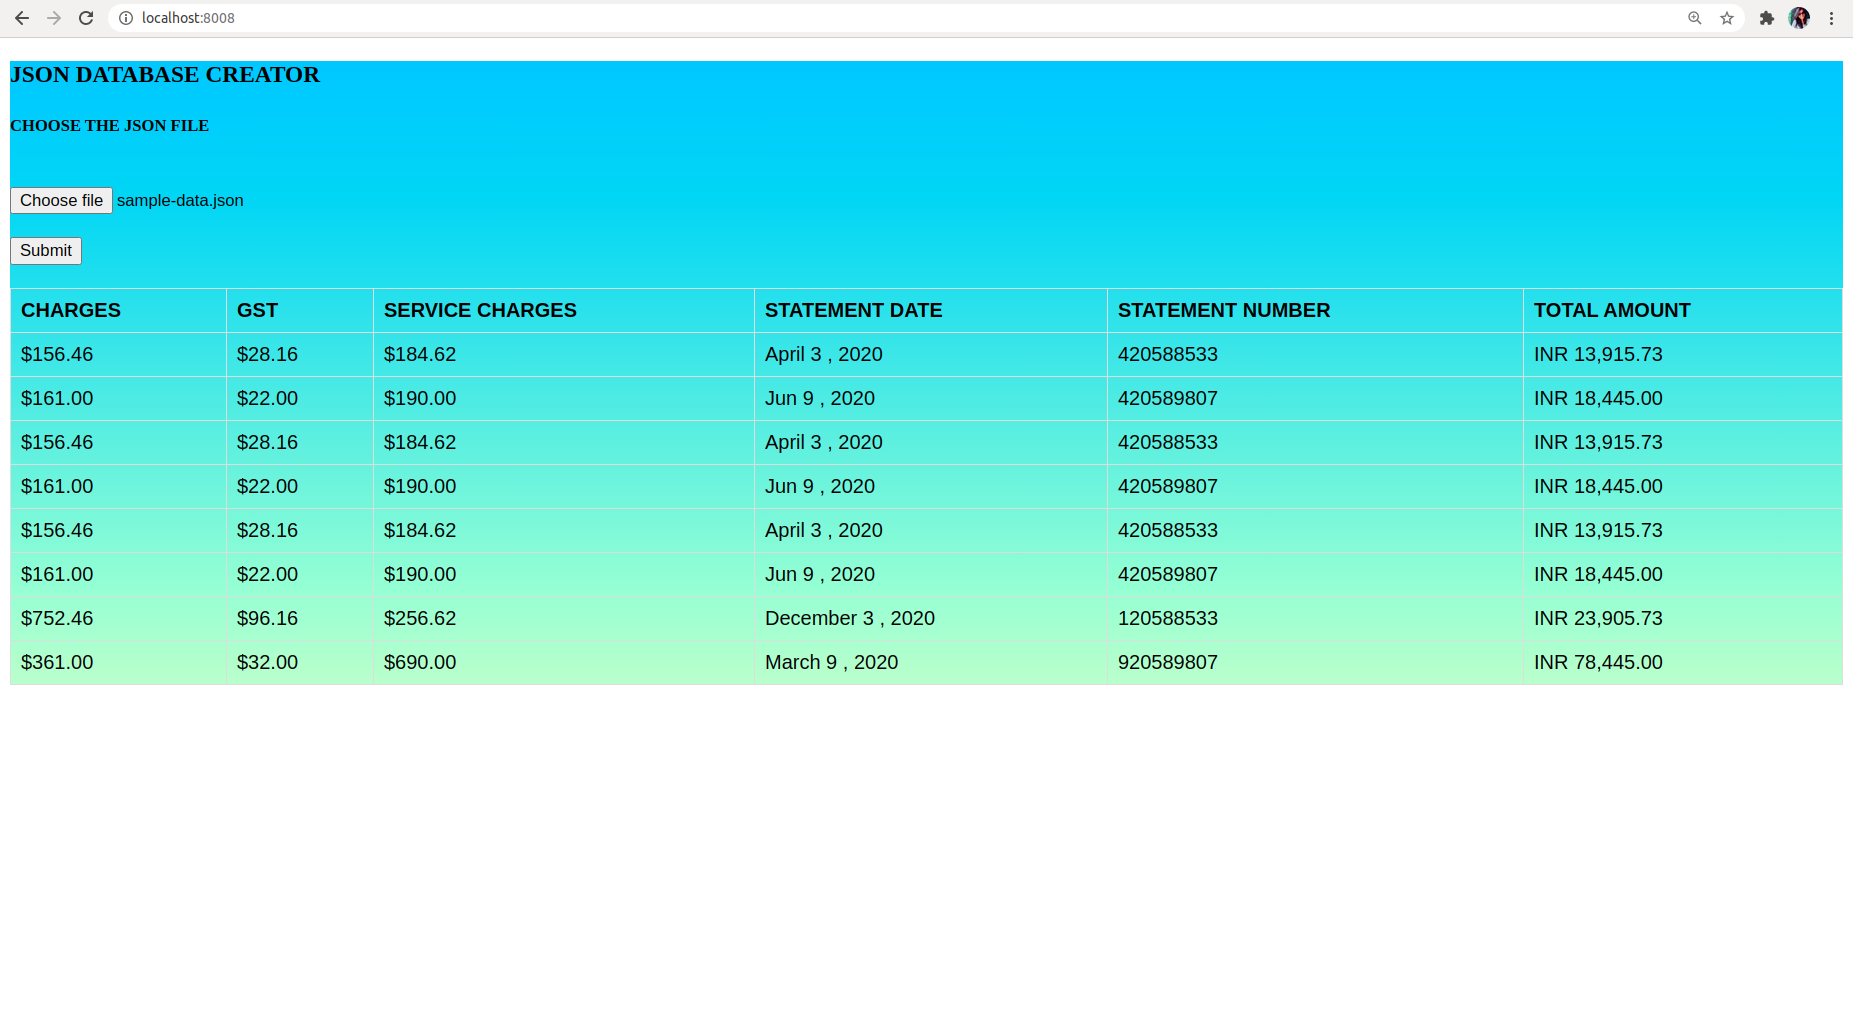 localhost:8008
JSON DATABASE CREATOR
CHOOSE THE JSON FILE
Choose file sample-data.json
Submit
CHARGES GST SERVICE CHARGES STATEMENT DATE STATEMENT NUMBER TOTAL AMOUNT
$156.46 $28.16 $184.62 April 3 , 2020 420588533 INR 13,915.73
$161.00 $22.00 $190.00 Jun 9 , 2020 420589807 INR 18,445.00
$156.46 $28.16 $184.62 April 3 , 2020 420588533 INR 13,915.73
$161.00 $22.00 $190.00 Jun 9 , 2020 420589807 INR 18,445.00
$156.46 $28.16 $184.62 April 3 , 2020 420588533 INR 13,915.73
$161.00 $22.00 $190.00 Jun 9 , 2020 420589807 INR 18,445.00
$752.46 $96.16 $256.62 December 3 , 2020 120588533 INR 23,905.73
$361.00 $32.00 $690.00 March 9 , 2020 920589807 INR 78,445.00